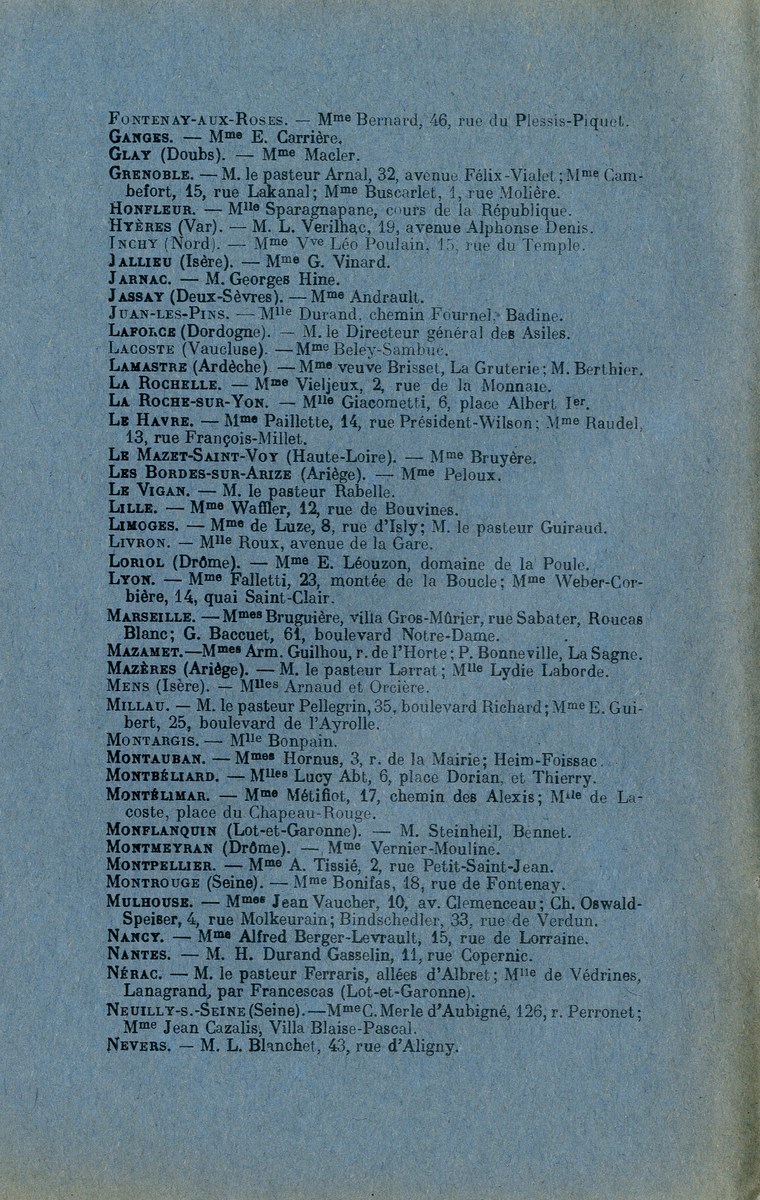 FONTENAY-AUX-ROSES. — Mme Bernard, 46, rue du Plessis-Piquet.
GANGES. — Mme E. Carrière.
GLAY (Doubs). — Mme Macler.
GRENOBLE. — M. le pasteur Arnal, 32, avenue Félix-Vialet; Mme Cam-
befort, 15, rue Lakanal; Mme Buscarlet, 1, rue Molière.
HONFLEUR. — Mlle Sparagnapane, cours de la République.
HYÈRES (Var). — M. L. Verilhac, 19, avenue Alphonse Denis.
INCHY (Nord). — Mme Vve Léo Poulain, 15, rue du Temple.
JALLIEU (Isère). — Mme G. Vinard.
JARNAC. — M. Georges Hine.
JASSAY (Deux-Sèvres). — Mme Andrault.
JUAN-LES-PINS. — Mlle Durand, chemin Fournel, Badine.
LAFORCE (Dordogne). — M. le Directeur général des Asiles.
LACOSTE (Vaucluse). — Mme Beley-Sambuc.
LAMASTRE (Ardèche) — Mme veuve Brisset, La Gruterie; M. Berthier.
LA ROCHELLE. — Mme Vieljeux, 2, rue de la Monnaie.
LA ROCHE-SUR-YON. — Mlle Giacometti, 6, place Albert Ier.
LE HAVRE. — Mme Paillette, 14, rue Président-Wilson; Mme Raudel,
13, rue François-Millet.
LE MAZET-SAINT-VOY (Haute-Loire). — Mme Bruyère.
LES BORDES-SUR-ARIZE (Ariège). — Mme Peloux.
LE VIGAN. — M. le pasteur Rabelle.
LILLE. — Mme Waffler, 12, rue de Bouvines.
LIMOGES. — Mme de Luze, 8, rue d'Isly; M. le pasteur Guiraud.
LIVRON. — Mlle Roux, avenue de la Gare.
LORIOL (Drôme). — Mme E. Léouzon, domaine de la Poule.
LYON. — Mme Falletti, 23, montée de la Boucle; Mme Weber-Cor-
bière, 14, quai Saint-Clair.
MARSEILLE. — Mmes Bruguière, villa Gros-Mûrier, rue Sabater, Roucas
Blanc; G. Baccuet, 61, boulevard Notre-Dame.
MAZAMET.—Mmes Arm. Guilhou, r. de l'Horte; P. Bonneville, La Sagne.
MAZÈRES (Ariège). — M. le pasteur Larrat; Mlle Lydie Laborde.
MENS (Isère). — Mlles Arnaud et Orcière.
MILLAU. — M. le pasteur Pellegrin, 35, boulevard Richard; Mme E. Gui-
bert, 25, boulevard de l'Ayrolle.
MONTARGIS. — Mlle Bonpain.
MONTAUBAN. — Mmes Hornus, 3, r. de la Mairie; Heim-Foissac.
MONTBÉLIARD. — Mlles Lucy Abt, 6, place Dorian, et Thierry.
MONTÉLIMAR. — Mme Métifiot, 17, chemin des Alexis; Mlle de La-
coste, place du Chapeau-Rouge.
MONFLANQUIN (Lot-et-Garonne). — M. Steinheil, Bennet.
MONTMEYRAN (Drôme). — Mme Vernier-Mouline.
MONTPELLIER. — Mme A. Tissié, 2, rue Petit-Saint-Jean.
MONTROUGE (Seine). — Mme Bonifas, 18, rue de Fontenay.
MULHOUSE. — Mmes Jean Vaucher, 10, av. Clemenceau; Ch. Oswald-
Speiser, 4, rue Molkeurain; Bindschedler, 33, rue de Verdun.
NANCY. — Mme Alfred Berger-Levrault, 15, rue de Lorraine.
NANTES. — M. H. Durand Gasselin, 11, rue Copernic.
NÉRAC. — M. le pasteur Ferraris, allées d'Albret; Mlle de Védrines,
Lanagrand, par Francescas (Lot-et-Garonne).
NEUILLY-S.-SEINE (Seine).—Mme C. Merle d'Aubigné, 126, r. Perronet;
Mme Jean Cazalis, Villa Blaise-Pascal.
NEVERS. — M. L. Blanchet, 43, rue d'Aligny.